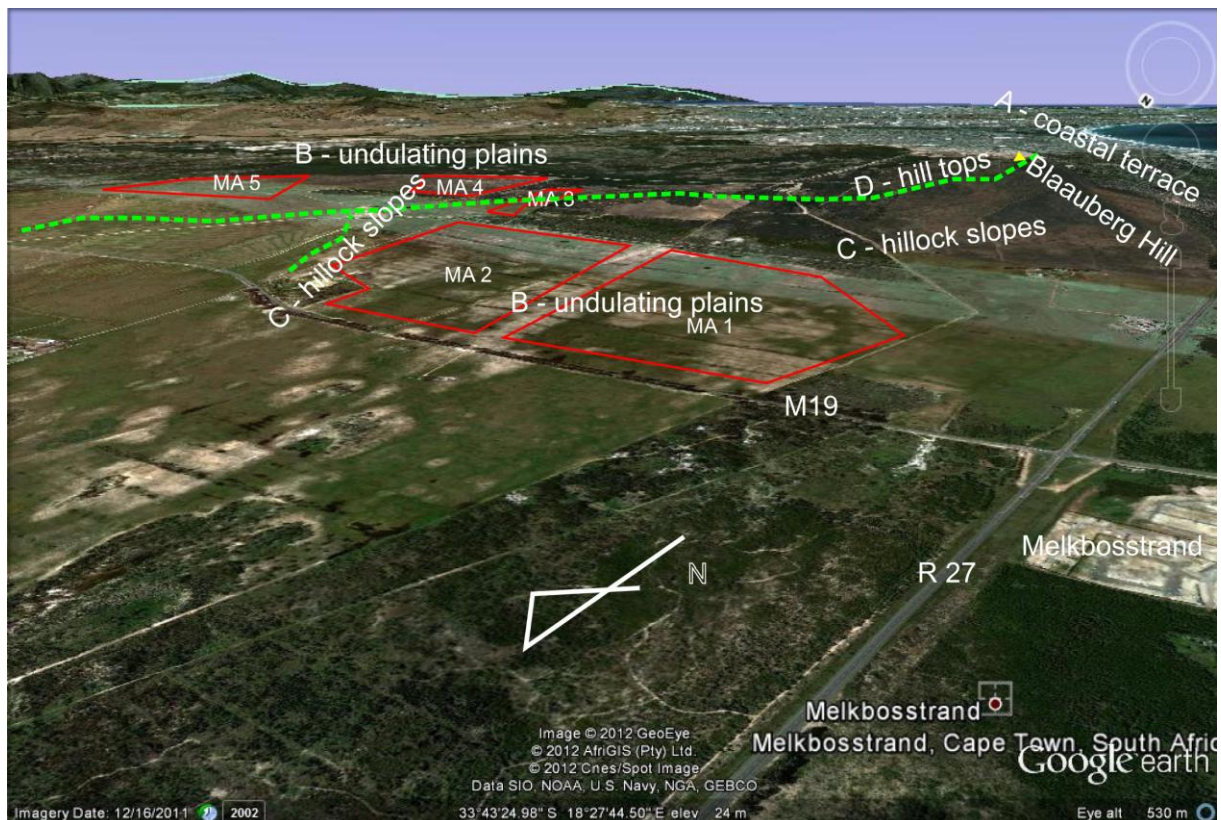 N
A - coastal terrace
B - undulating plains
MA 5
MA 4
MA 3
D - hill tops
Blaauberg Hill
C - hillock slopes
C - hillock slopes
MA 2
B - undulating plains
MA 1
M19
Melkbosstrand
R 27
N
Melkbosstrand
Melkbosstrand, Cape Town, South Afric
Image © 2012 GeoEye
© 2012 AfriGIS (Pty) Ltd.
© 2012 Cnes/Spot Image
Data SIO, NOAA, U.S. Navy, NGA, GEBCO
Google earth
Imagery Date: 12/16/2011 2002 33°43'24.98" S 18°27'44.50" E elev 24 m Eye alt 530 m